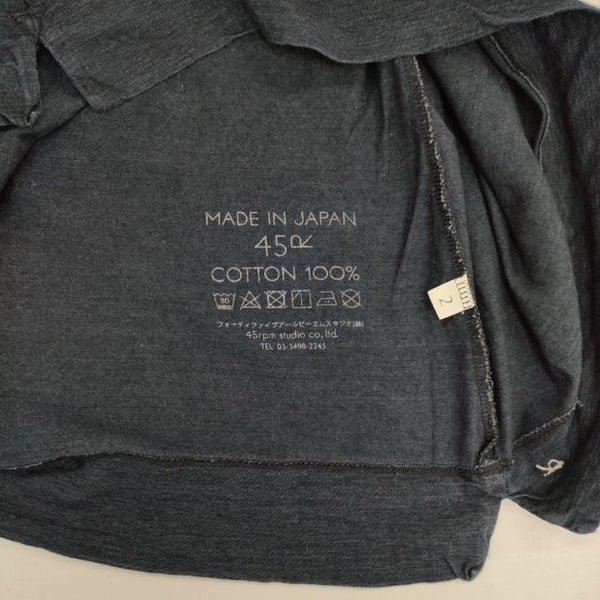 MADE IN JAPAN
45R
COTTON 100%
30
フォーティファイブアールピーエムスタジオ(株)
45rpm studio co.,ltd.
TEL 03-3498-2245
2